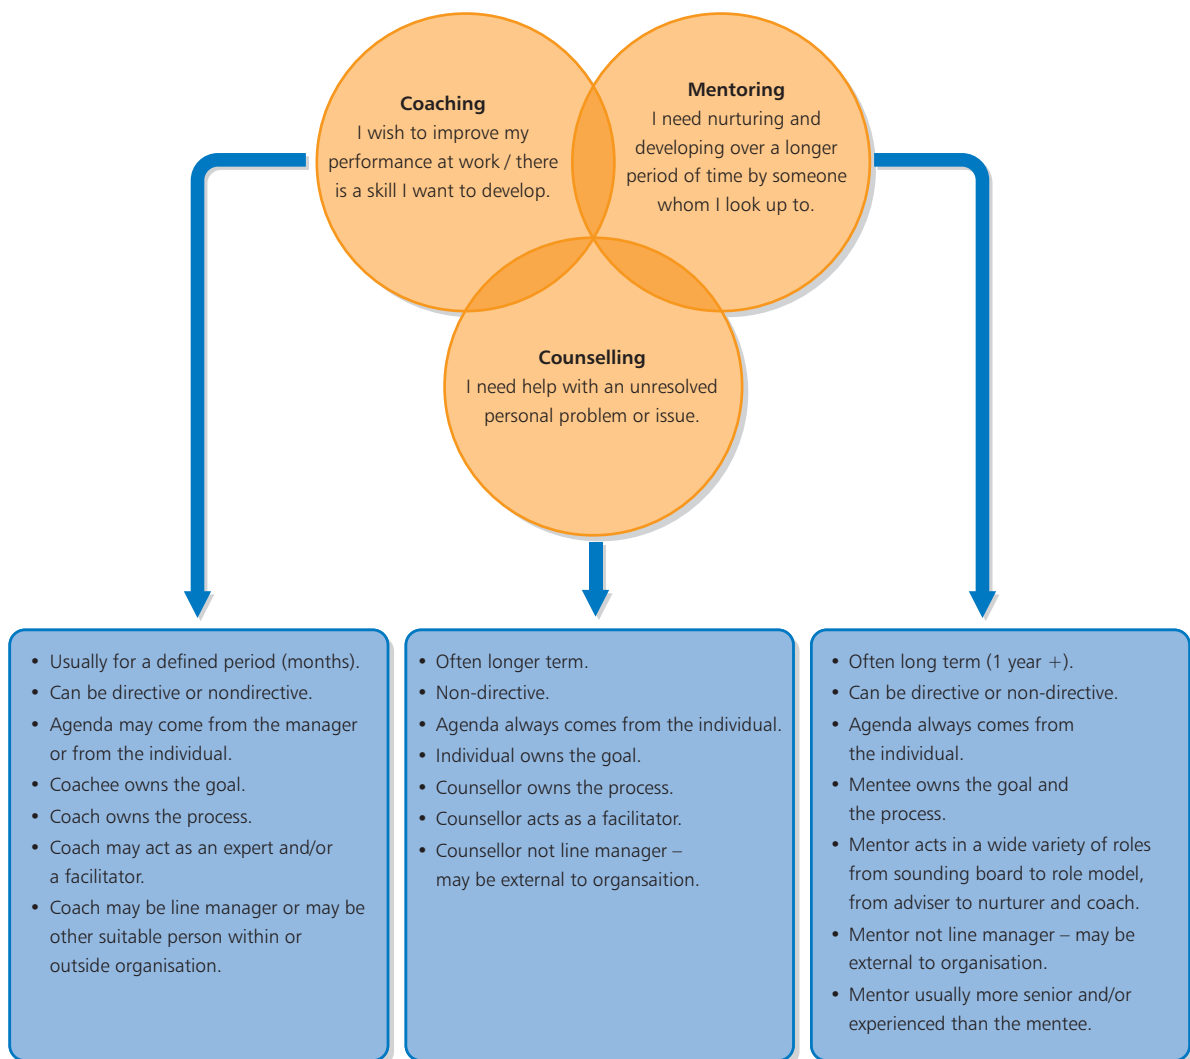 Coaching
I wish to improve my
performance at work / there
is a skill I want to develop.
Mentoring
I need nurturing and
developing over a longer
period of time by someone
whom I look up to.
Counselling
I need help with an unresolved
personal problem or issue.
• Usually for a defined period (months).
• Can be directive or nondirective.
• Agenda may come from the manager
or from the individual.
• Coachee owns the goal.
• Coach owns the process.
• Coach may act as an expert and/or
a facilitator.
• Coach may be line manager or may be
other suitable person within or
outside organisation.
• Often longer term.
• Non-directive.
• Agenda always comes from the individual.
• Individual owns the goal.
• Counsellor owns the process.
• Counsellor acts as a facilitator.
• Counsellor not line manager –
may be external to organsaition.
• Often long term (1 year +).
• Can be directive or non-directive.
• Agenda always comes from
the individual.
• Mentee owns the goal and
the process.
• Mentor acts in a wide variety of roles
from sounding board to role model,
from adviser to nurturer and coach.
• Mentor not line manager – may be
external to organisation.
• Mentor usually more senior and/or
experienced than the mentee.